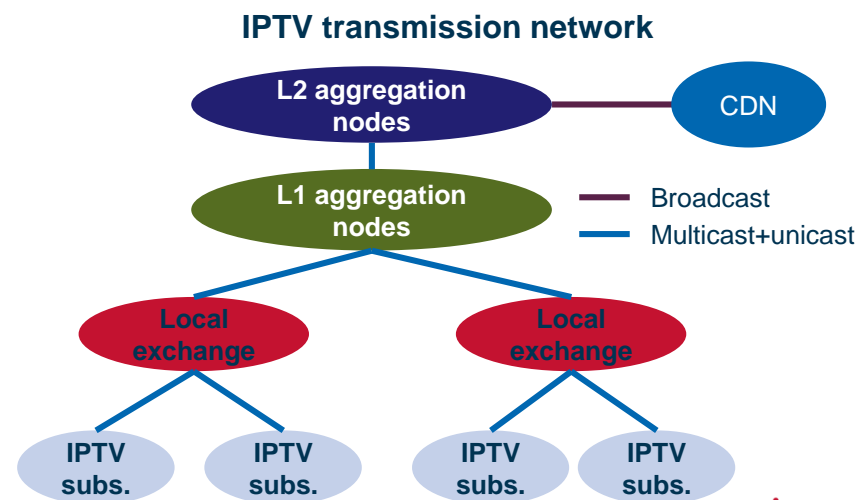 IPTV transmission network
L2 aggregation
nodes
CDN
L1 aggregation
nodes
Broadcast
Multicast+unicast
Local
exchange
Local
exchange
IPTV
subs.
IPTV
subs.
IPTV
subs.
IPTV
subs.